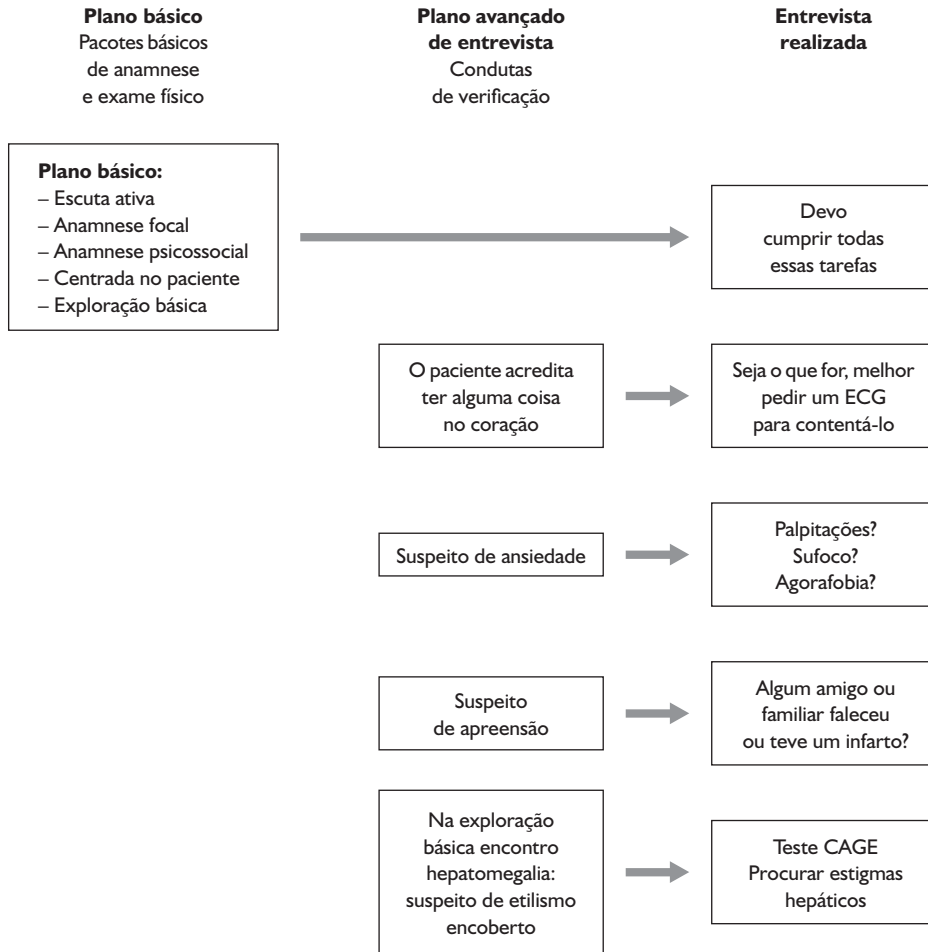 Plano básico
Pacotes básicos
de anamnese
e exame físico
Plano avançado
de entrevista
Condutas
de verificação
Entrevista
realizada
Plano básico:
– Escuta ativa
– Anamnese focal
– Anamnese psicossocial
– Centrada no paciente
– Exploração básica
Devo
cumprir todas
essas tarefas
O paciente acredita
ter alguma coisa
no coração
Seja o que for, melhor
pedir um ECG
para contentá-lo
Suspeito de ansiedade
Palpitações?
Sufoco?
Agorafobia?
Suspeito
de apreensão
Algum amigo ou
familiar faleceu
ou teve um infarto?
Na exploração
básica encontro
hepatomegalia:
suspeito de etilismo
encoberto
Teste CAGE
Procurar estigmas
hepáticos